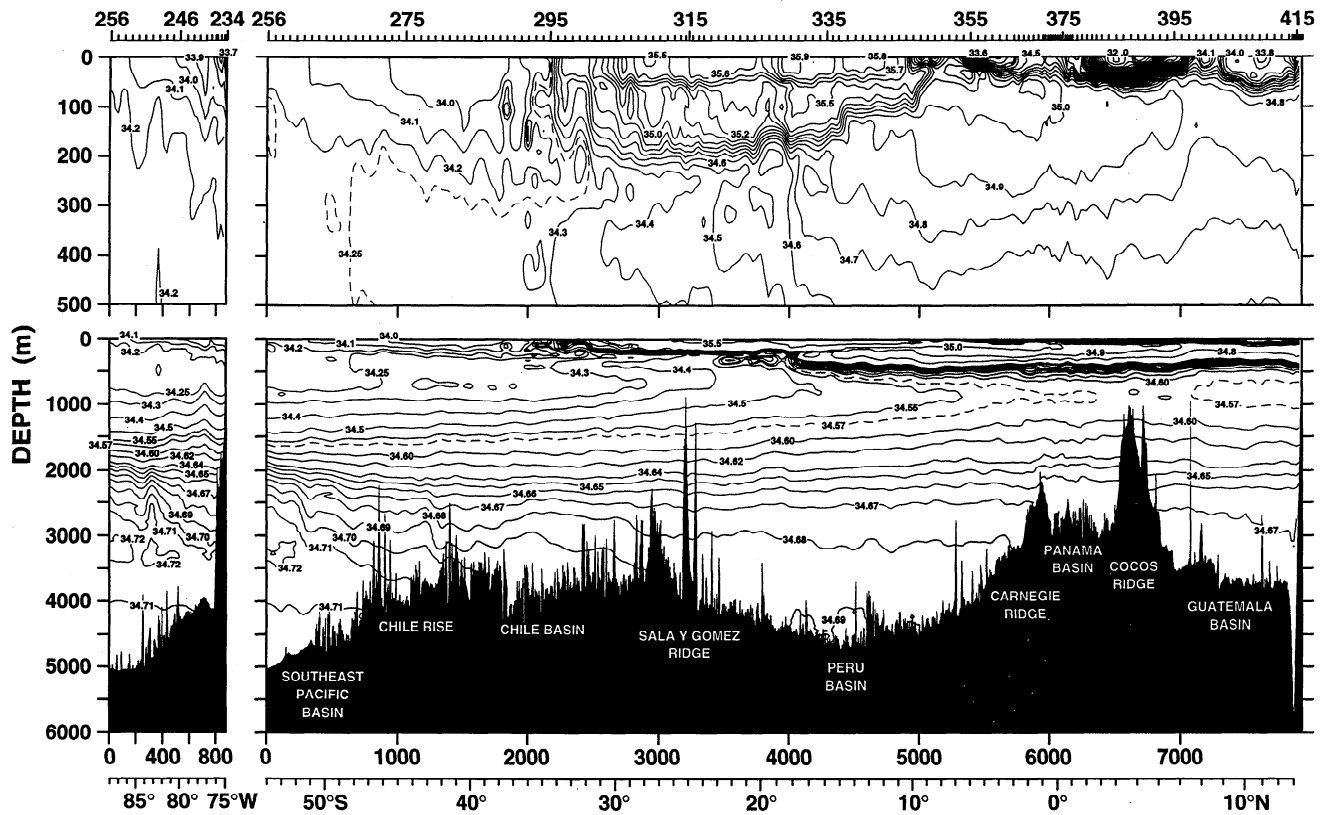 256 246 234 256 275 295 315 335 355 375 395 415
33.9 33.7 35.5 35.9 35.8 33.6 34.5 32.0 34.1 34.0 33.8
0
34.0 35.6 35.7
34.1
100
34.0 35.5 35.0 34.8
34.2 34.1 35.0 35.2
200
34.2 34.6
34.9
300
34.4 34.8
34.3 34.5 34.6
400
34.25 34.7
34.2
500
DEPTH (m)
0
34.1 34.0
34.2 34.2 34.1 35.5 35.0 34.9 34.8
34.25 34.25 34.3 34.4 34.60
1000
34.3 34.5 34.55 34.57
34.4 34.4
34.5 34.5 34.57 34.60
34.57 34.55 34.60
34.60 34.62 34.60 34.62
34.64
2000
34.65 34.64 34.65
34.67 34.66 34.65
34.67 34.67
34.69 34.69 34.68 34.67
3000
34.72 34.71 34.70 34.70 34.68
34.71
34.72 34.72
4000
34.71 34.71 34.69
5000
6000
PANAMA
BASIN
COCOS
RIDGE
CARNEGIE
RIDGE
GUATEMALA
BASIN
CHILE RISE
CHILE BASIN
SALA Y GOMEZ
RIDGE
PERU
BASIN
SOUTHEAST
PACIFIC
BASIN
0 400 800 0 1000 2000 3000 4000 5000 6000 7000
85° 80° 75°W 50°S 40° 30° 20° 10° 0° 10°N